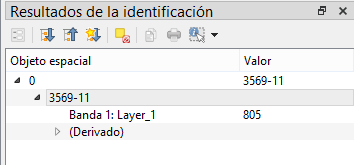 Resultados de la identificación
Objeto espacial Valor
0 3569-11
3569-11
Banda 1: Layer_1 805
(Derivado)